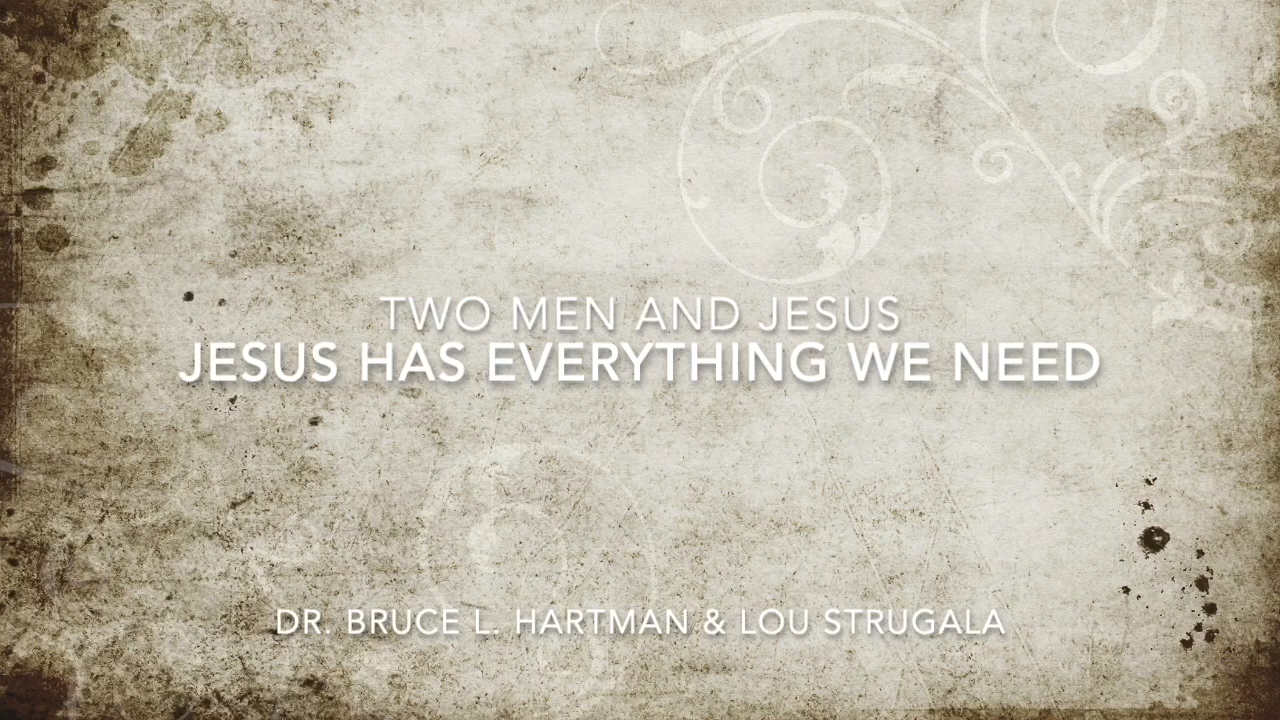 TWO MEN AND JESUS
JESUS HAS EVERYTHING WE NEED
DR. BRUCE L. HARTMAN & LOU STRUGALA